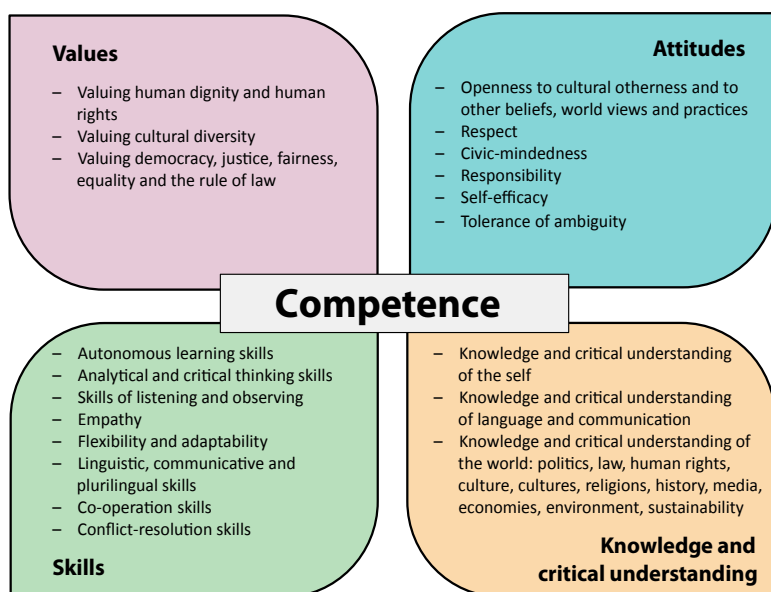 Values
– Valuing human dignity and human
rights
– Valuing cultural diversity
– Valuing democracy, justice, fairness,
equality and the rule of law
Attitudes
– Openness to cultural otherness and to
other beliefs, world views and practices
– Respect
– Civic-mindedness
– Responsibility
– Self-efficacy
– Tolerance of ambiguity
Competence
– Autonomous learning skills
– Analytical and critical thinking skills
– Skills of listening and observing
– Empathy
– Flexibility and adaptability
– Linguistic, communicative and
plurilingual skills
– Co-operation skills
– Conflict-resolution skills
Skills
– Knowledge and critical understanding
of the self
– Knowledge and critical understanding
of language and communication
– Knowledge and critical understanding of
the world: politics, law, human rights,
culture, cultures, religions, history, media,
economies, environment, sustainability
Knowledge and
critical understanding